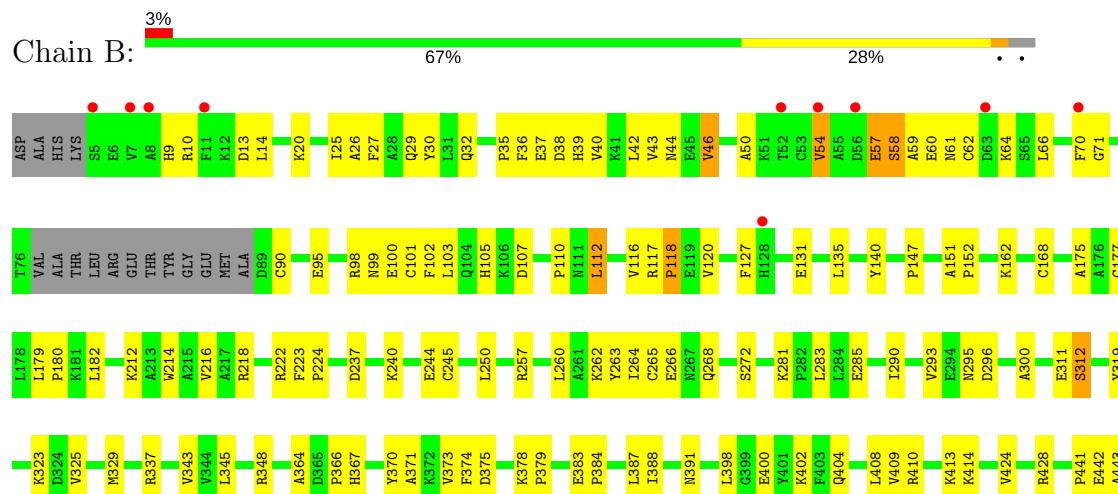 3%
Chain B:
67% 28% • •
ASP ALA HIS LYS S5 E6 V7 A8 H9 R10 F11 K12 D13 L14 K20 I25 A26 F27 A28 Q29 Y30 L31 Q32 P35 F36 E37 D38 H39 V40 K41 L42 V43 N44 E45 V46 A50 K51 T52 C53 V54 A55 D56 E57 S58 A59 E60 N61 C62 D63 K64 S65 L66 F70 G71
T76 VAL ALA THR LEU ARG GLU THR TYR GLY GLU MET ALA D89 C90 E95 R98 N99 E100 C101 F102 L103 Q104 H105 K106 D107 P110 N111 L112 V116 R117 P118 E119 V120 F127 H128 E131 L135 Y140 P147 A151 P152 K162 C168 A175 A176 C177
L178 L179 P180 K181 L182 K212 A213 W214 A215 V216 A217 R218 R222 F223 P224 D237 K240 E244 C245 L250 R257 L260 A261 K262 Y263 I264 C265 E266 N267 Q268 S272 K281 P282 L283 L284 E285 I290 V293 E294 N295 D296 A300 E311 S312 Y319
K323 D324 V325 M329 R337 V343 V344 L345 R348 A364 D365 P366 H367 Y370 A371 K372 V373 F374 D375 K378 P379 E383 P384 L387 I388 N391 L398 G399 E400 Y401 K402 F403 Q404 L408 V409 R410 K413 K414 V424 R428 P441 E442 A443